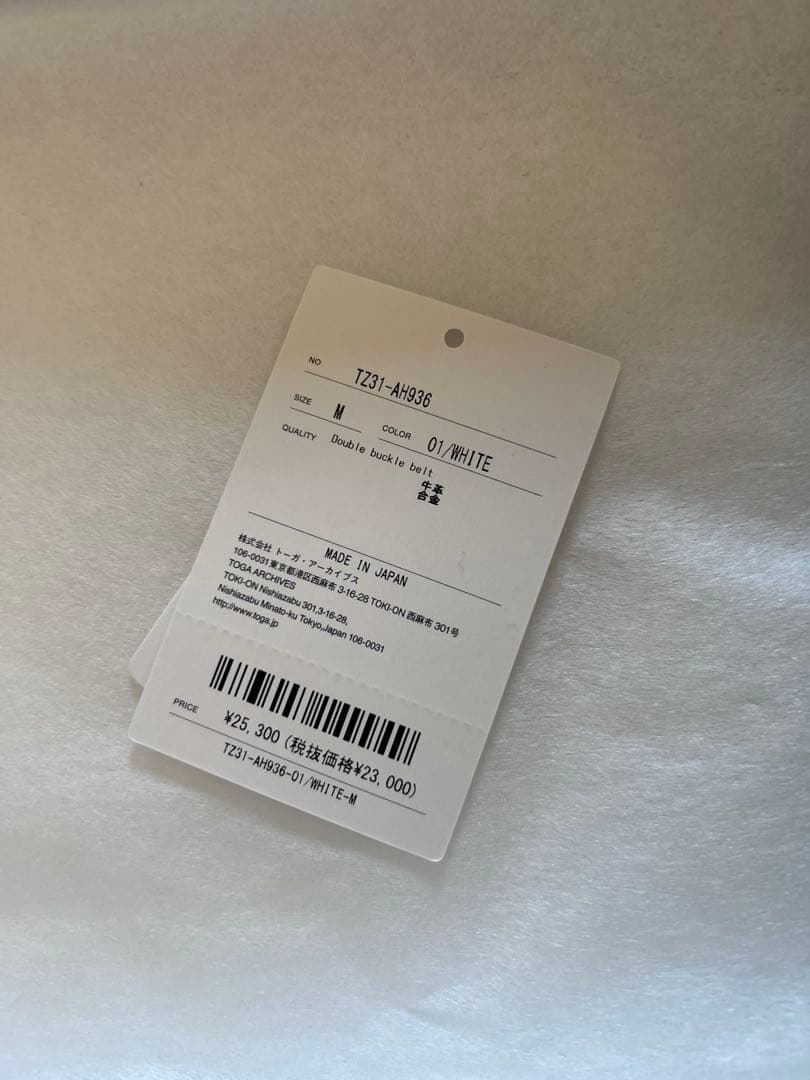 NO TZ31-AH936
SIZE M COLOR 01/WHITE
QUALITY Double buckle belt
牛革
合金
MADE IN JAPAN
株式会社 トーガ・アーカイブス
106-0031東京都港区西麻布 3-16-28 TOKI-ON 西麻布 301号
TOGA ARCHIVES
TOKI-ON Nishiazabu 301,3-16-28,
Nishiazabu Minato-ku Tokyo,Japan 106-0031
http://www.toga.jp
PRICE ¥25,300 (税抜価格¥23,000)
TZ31-AH936-01/WHITE-M